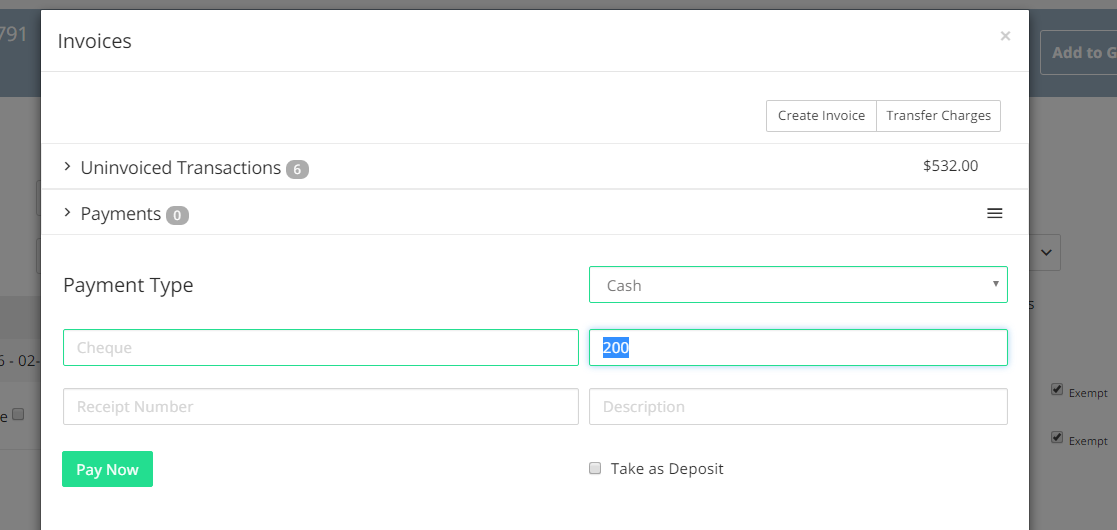 791
Invoices
×
Add to G
Create Invoice
Transfer Charges
Uninvoiced Transactions 6
$532.00
Payments 0
Payment Type
Cash
Cheque
200
6 - 02-
Receipt Number
Description
Exempt
Pay Now
Take as Deposit
Exempt